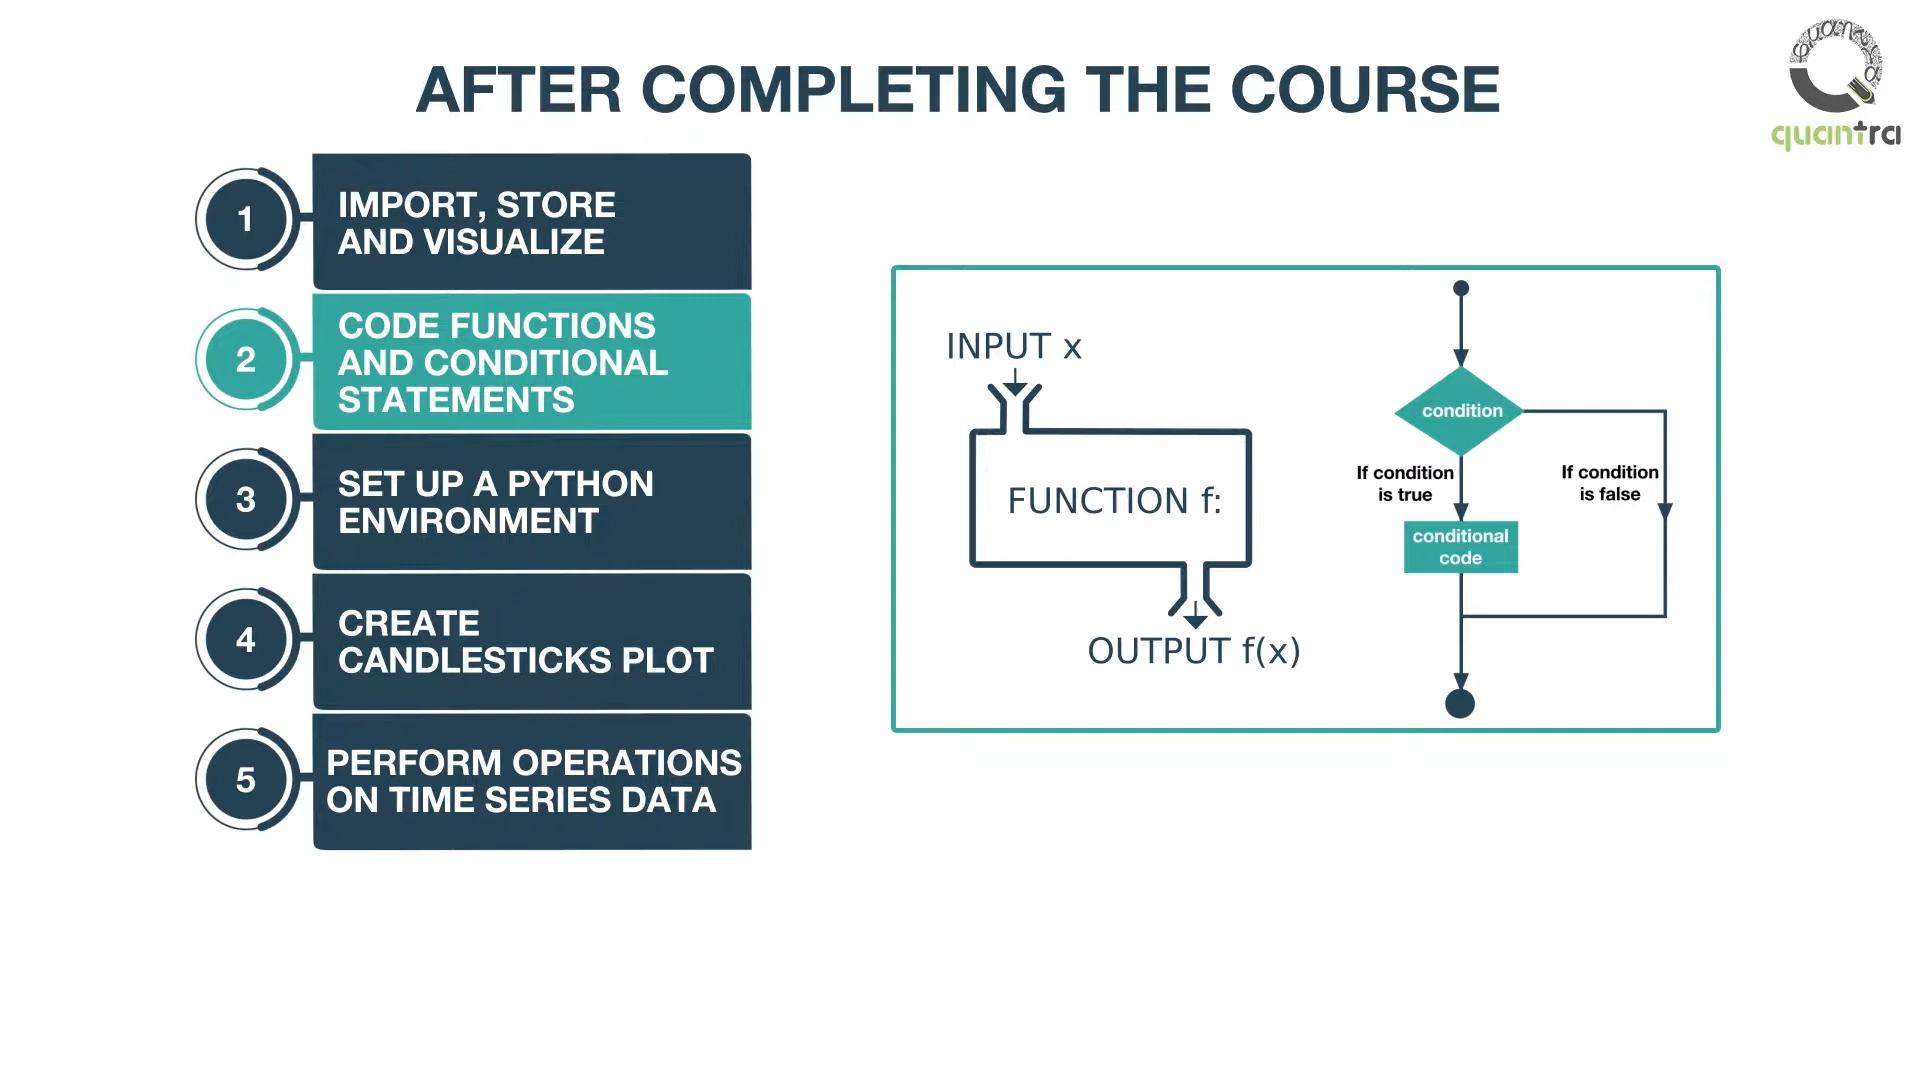 AFTER COMPLETING THE COURSE
quantra
1
IMPORT, STORE
AND VISUALIZE
2
CODE FUNCTIONS
AND CONDITIONAL
STATEMENTS
3
SET UP A PYTHON
ENVIRONMENT
4
CREATE
CANDLESTICKS PLOT
5
PERFORM OPERATIONS
ON TIME SERIES DATA
INPUT x
FUNCTION f:
OUTPUT f(x)
condition
If condition
is true
If condition
is false
conditional
code